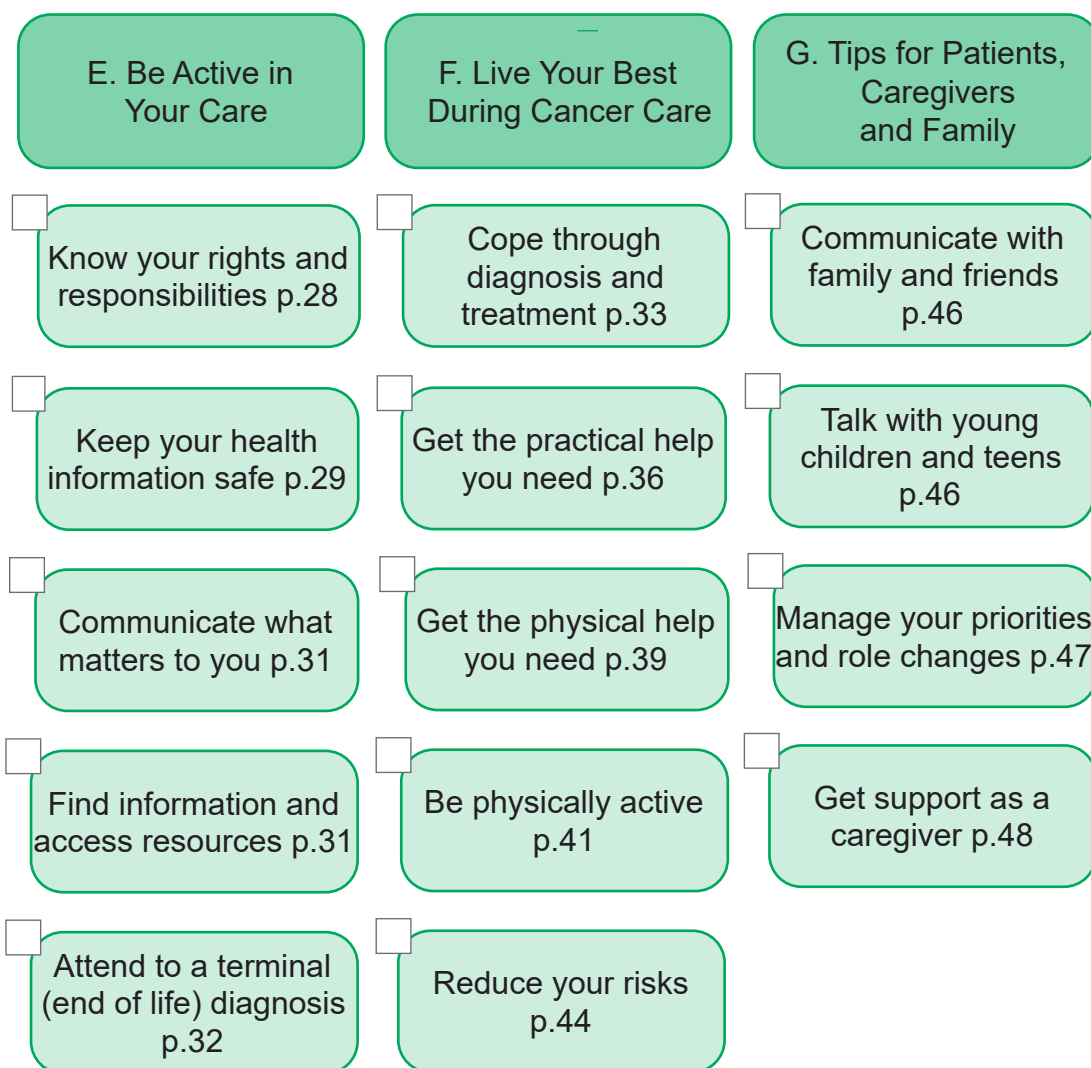 E. Be Active in
Your Care
Know your rights and
responsibilities p.28
Keep your health
information safe p.29
Communicate what
matters to you p.31
Find information and
access resources p.31
Attend to a terminal
(end of life) diagnosis
p.32
F. Live Your Best
During Cancer Care
Cope through
diagnosis and
treatment p.33
Get the practical help
you need p.36
Get the physical help
you need p.39
Be physically active
p.41
Reduce your risks
p.44
G. Tips for Patients,
Caregivers
and Family
Communicate with
family and friends
p.46
Talk with young
children and teens
p.46
Manage your priorities
and role changes p.47
Get support as a
caregiver p.48